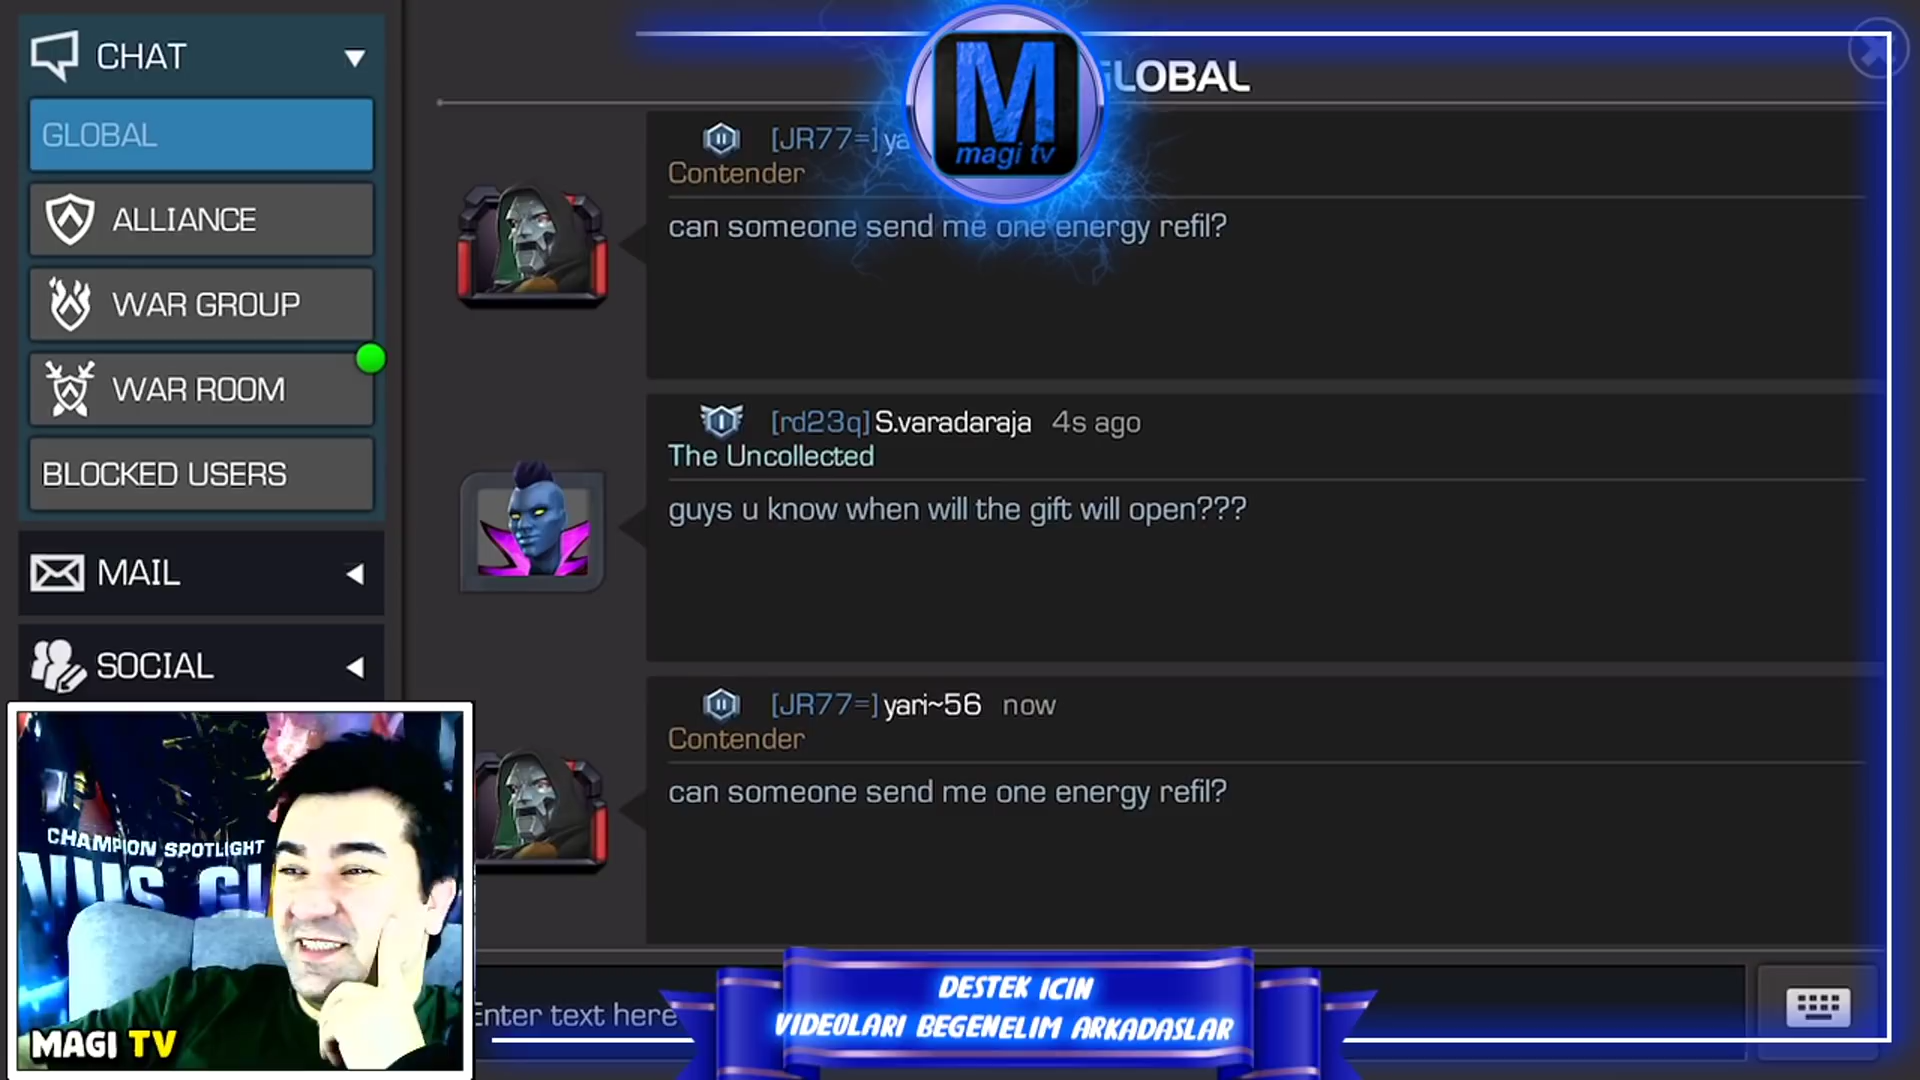 CHAT
GLOBAL
ALLIANCE
WAR GROUP
WAR ROOM
BLOCKED USERS
MAIL
SOCIAL
GLOBAL
M
magi tv
[JR77=] ya
Contender
can someone send me one energy refil?
[rd23q] S.varadaraja 4s ago
The Uncollected
guys u know when will the gift will open???
[JR77=] yari~56 now
Contender
can someone send me one energy refil?
Enter text here
DESTEK ICIN
VIDEOLARI BEGENELIM ARKADASLAR
CHAMPION SPOTLIGHT
MAGI TV